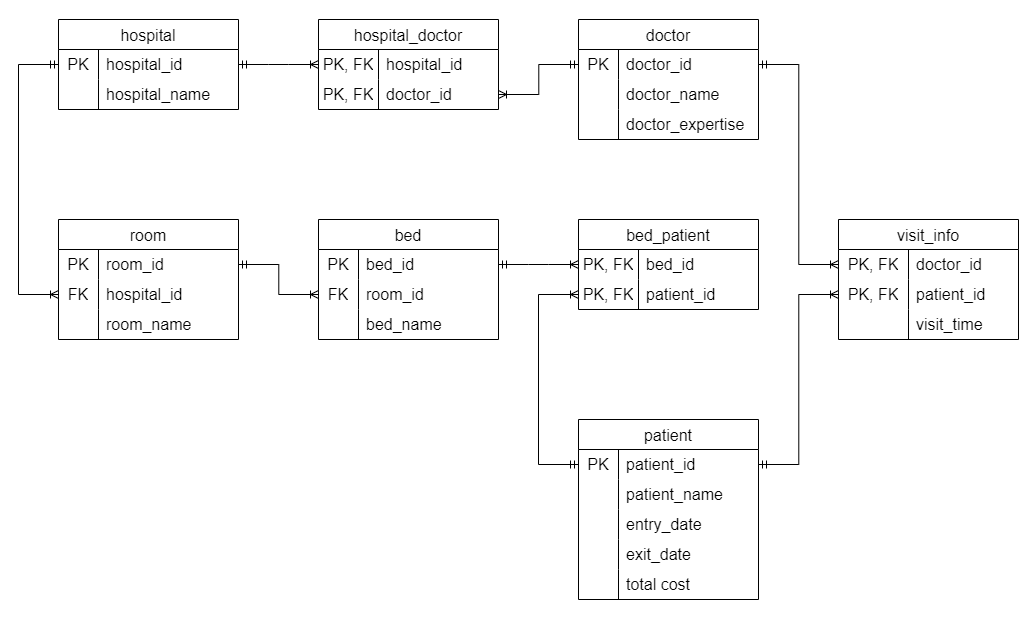 hospital
PK hospital_id
hospital_name
hospital_doctor
PK, FK hospital_id
PK, FK doctor_id
doctor
PK doctor_id
doctor_name
doctor_expertise
room
PK room_id
FK hospital_id
room_name
bed
PK bed_id
FK room_id
bed_name
bed_patient
PK, FK bed_id
PK, FK patient_id
visit_info
PK, FK doctor_id
PK, FK patient_id
visit_time
patient
PK patient_id
patient_name
entry_date
exit_date
total cost